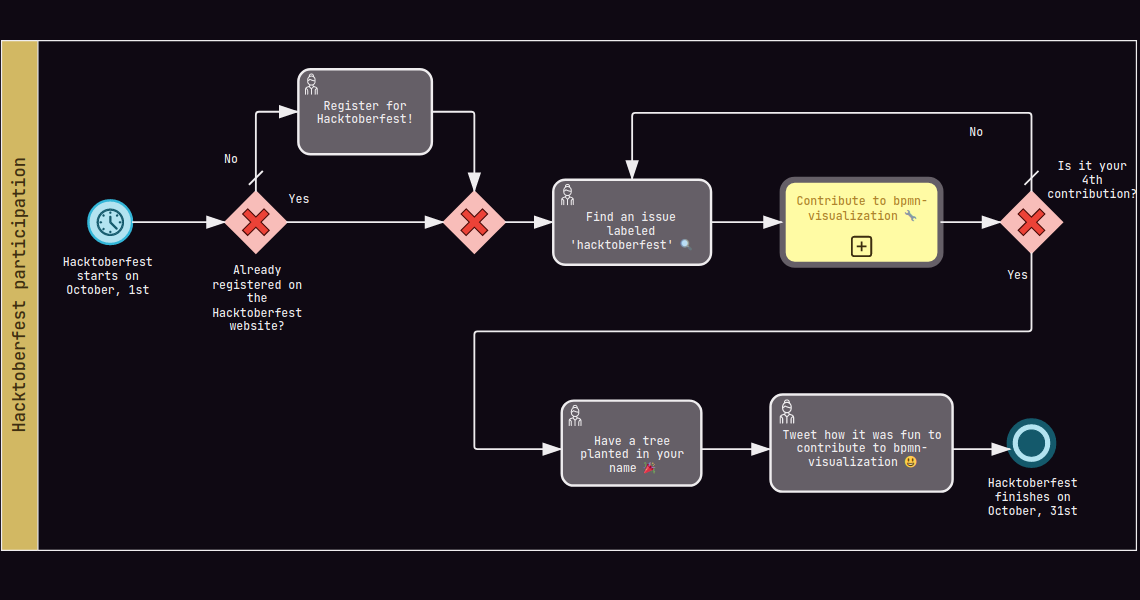 Hacktoberfest participation
Hacktoberfest
starts on
October, 1st
Already
registered on
the
Hacktoberfest
website?
No
Yes
Register for
Hacktoberfest!
Find an issue
labeled
'hacktoberfest' 🔍
Contribute to bpmn-
visualization 🔧
No
Is it your
4th
contribution?
Yes
Have a tree
planted in your
name 🎉
Tweet how it was fun to
contribute to bpmn-
visualization 😃
Hacktoberfest
finishes on
October, 31st